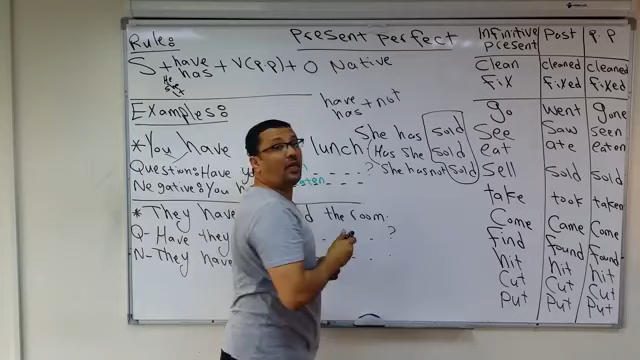 Rule:
Present perfect
S + have + V(p.p) + O Native
has
He
She
it
Examples:
have + not
has
*You have lunch
Question: Have ?
Negative: You
She has sold
(Has She sold
She has not sold
*They have the room.
Q- Have they ?
N- They have
Infinitive present Past P.P
Clean cleaned cleaned
fix fixed fixed
go went gone
See Saw seen
eat ate eaten
Sell sold sold
take took taken
Come Came Come
find Found found
hit hit hit
Cut Cut Cut
Put Put Put